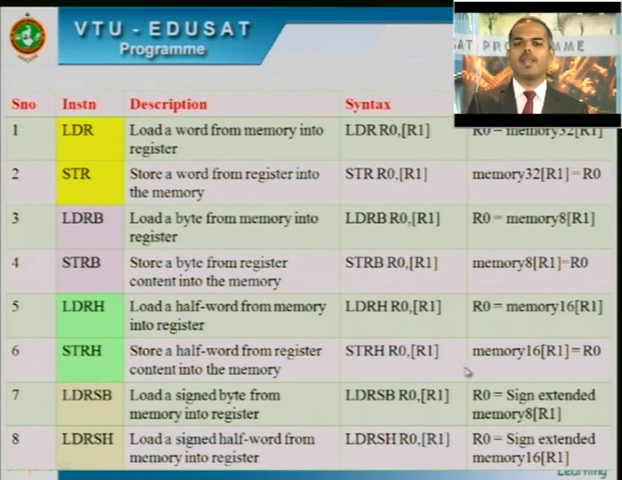 VTU - EDUSAT
Programme
SAT PROGRAMME
Sno Instn Description Syntax
1 LDR Load a word from memory into register LDR R0,[R1] R0 = memory32[R1]
2 STR Store a word from register into the memory STR R0,[R1] memory32[R1] = R0
3 LDRB Load a byte from memory into register LDRB R0,[R1] R0 = memory8[R1]
4 STRB Store a byte from register content into the memory STRB R0,[R1] memory8[R1]=R0
5 LDRH Load a half-word from memory into register LDRH R0,[R1] R0 = memory16[R1]
6 STRH Store a half-word from register content into the memory STRH R0,[R1] memory16[R1] = R0
7 LDRSB Load a signed byte from memory into register LDRSB R0,[R1] R0 = Sign extended memory8[R1]
8 LDRSH Load a signed half-word from memory into register LDRSH R0,[R1] R0 = Sign extended memory16[R1]
Learning